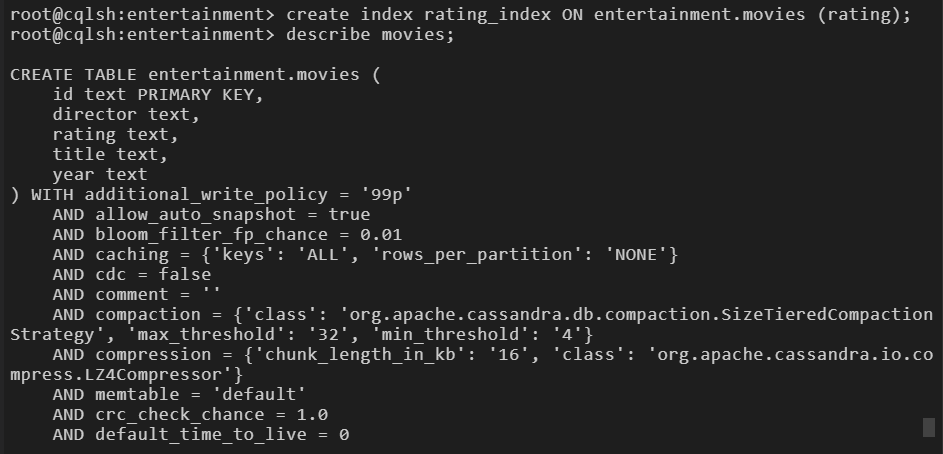 root@cqlsh:entertainment> create index rating_index ON entertainment.movies (rating);
root@cqlsh:entertainment> describe movies;

CREATE TABLE entertainment.movies (
    id text PRIMARY KEY,
    director text,
    rating text,
    title text,
    year text
) WITH additional_write_policy = '99p'
    AND allow_auto_snapshot = true
    AND bloom_filter_fp_chance = 0.01
    AND caching = {'keys': 'ALL', 'rows_per_partition': 'NONE'}
    AND cdc = false
    AND comment = ''
    AND compaction = {'class': 'org.apache.cassandra.db.compaction.SizeTieredCompaction
Strategy', 'max_threshold': '32', 'min_threshold': '4'}
    AND compression = {'chunk_length_in_kb': '16', 'class': 'org.apache.cassandra.io.co
mpress.LZ4Compressor'}
    AND memtable = 'default'
    AND crc_check_chance = 1.0
    AND default_time_to_live = 0